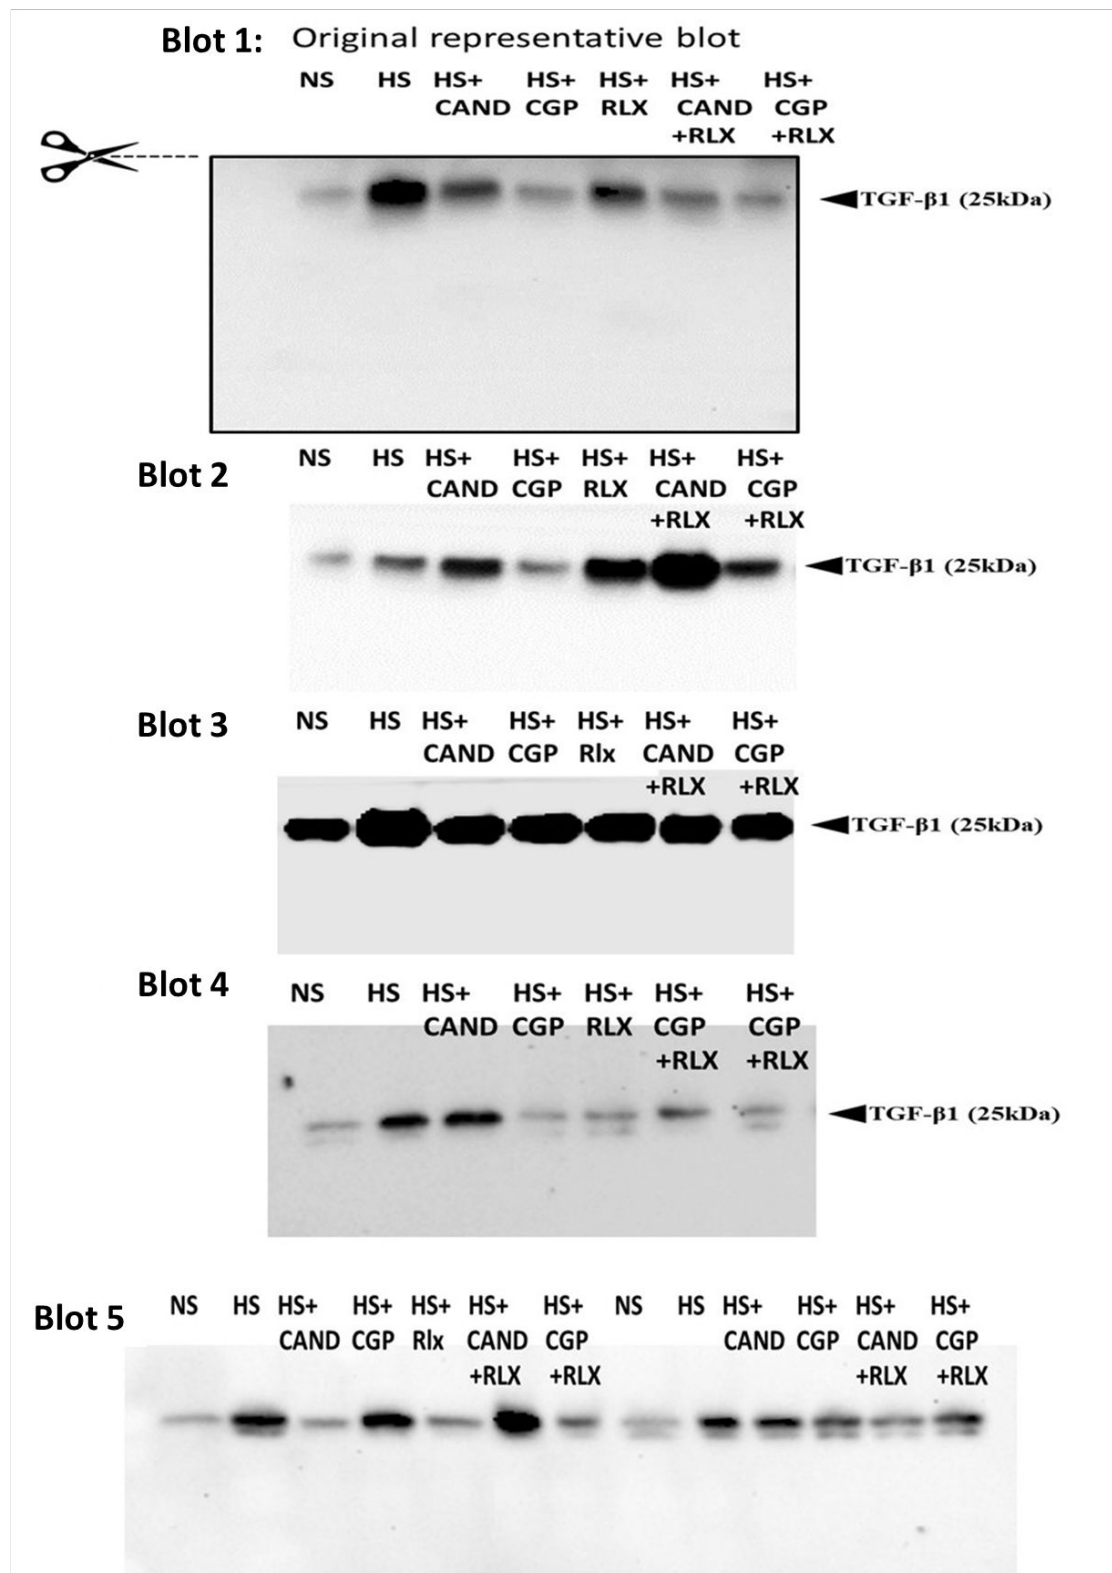 Blot 1: Original representative blot
NS HS HS+ HS+ HS+ HS+ HS+
CAND CGP RLX CAND CGP
+RLX +RLX
TGF-β1 (25kDa)
Blot 2
NS HS HS+ HS+ HS+ HS+ HS+
CAND CGP RLX CAND CGP
+RLX +RLX
TGF-β1 (25kDa)
Blot 3
NS HS HS+ HS+ HS+ HS+ HS+
CAND CGP Rlx CAND CGP
+RLX +RLX
TGF-β1 (25kDa)
Blot 4
NS HS HS+ HS+ HS+ HS+ HS+
CAND CGP RLX CGP CGP
+RLX +RLX
TGF-β1 (25kDa)
Blot 5
NS HS HS+ HS+ HS+ HS+ HS+ NS HS HS+ HS+ HS+ HS+
CAND CGP Rlx CAND CGP CAND CGP CAND CGP
+RLX +RLX +RLX +RLX